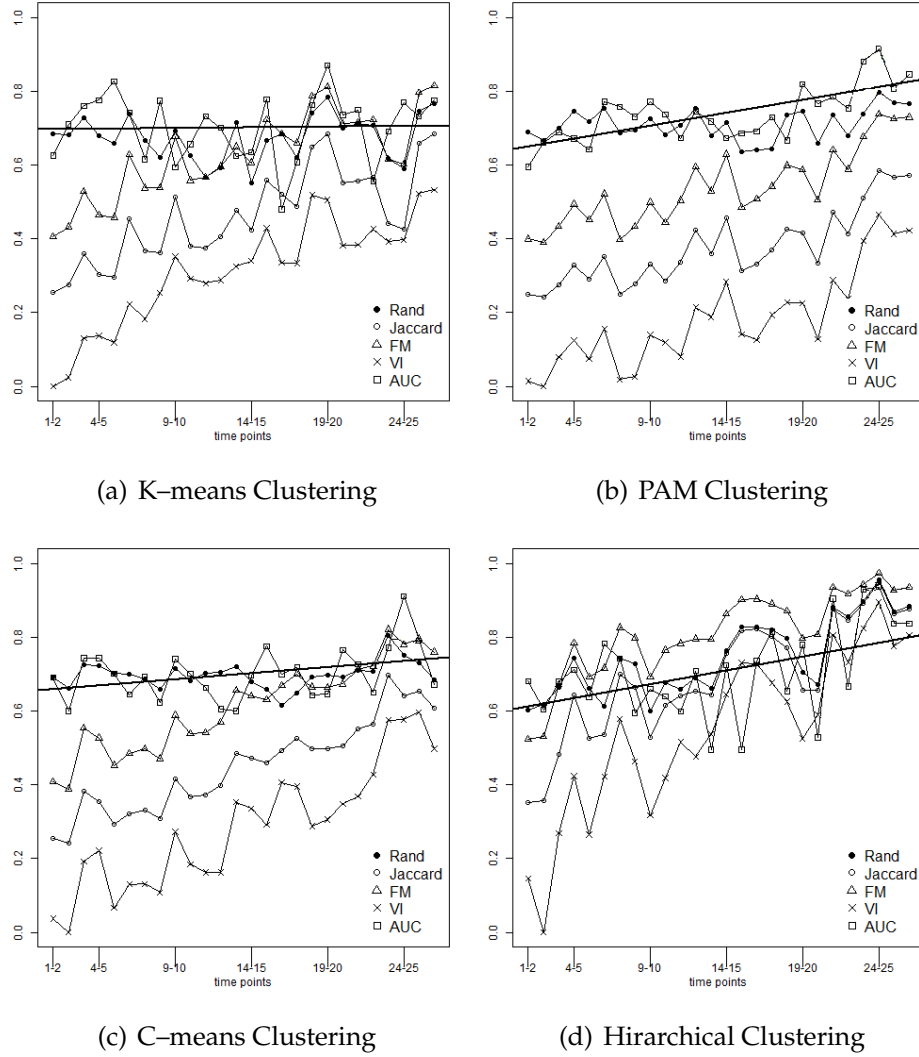 1.0
0.8
0.6
0.4
0.2
0.0
Rand
Jaccard
FM
VI
AUC
1-2 4-5 9-10 14-15 19-20 24-25
time points
(a) K–means Clustering
1.0
0.8
0.6
0.4
0.2
0.0
Rand
Jaccard
FM
VI
AUC
1-2 4-5 9-10 14-15 19-20 24-25
time points
(b) PAM Clustering
1.0
0.8
0.6
0.4
0.2
0.0
Rand
Jaccard
FM
VI
AUC
1-2 4-5 9-10 14-15 19-20 24-25
time points
(c) C–means Clustering
1.0
0.8
0.6
0.4
0.2
0.0
Rand
Jaccard
FM
VI
AUC
1-2 4-5 9-10 14-15 19-20 24-25
time points
(d) Hirarchical Clustering